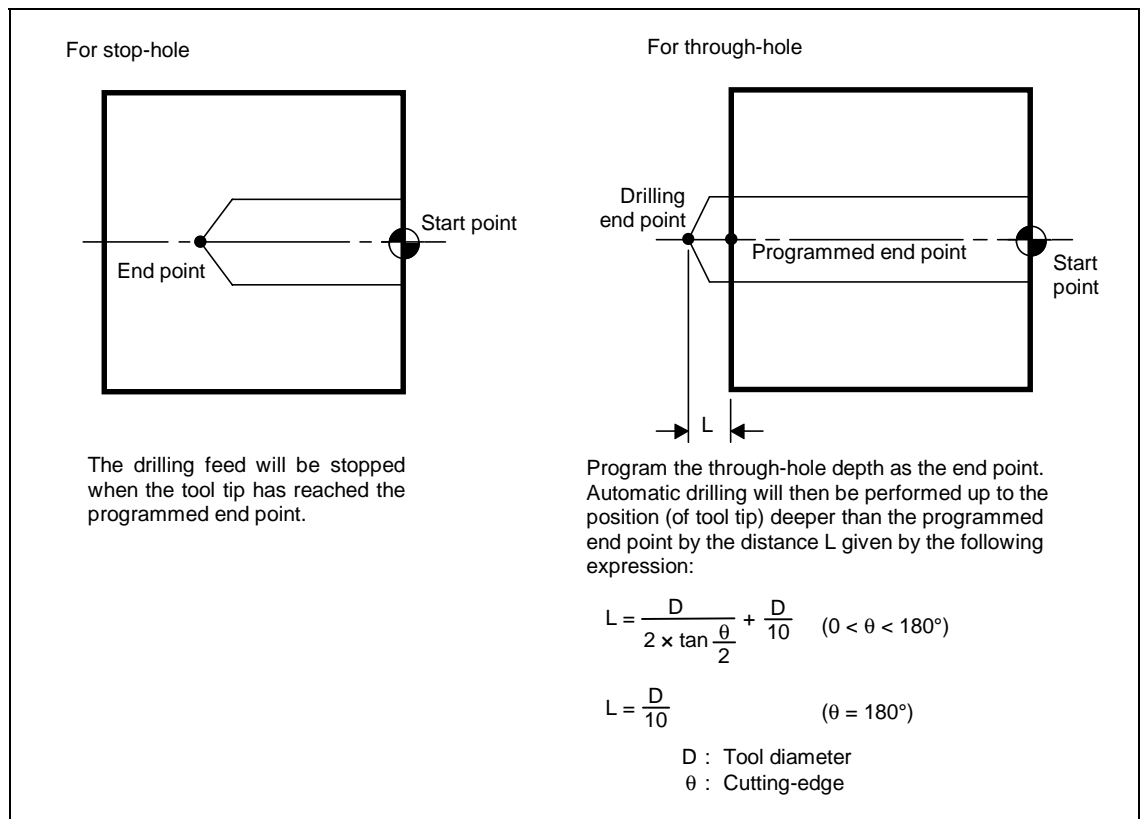 For stop-hole
Start point
End point
The drilling feed will be stopped
when the tool tip has reached the
programmed end point.
For through-hole
Drilling
end point
Programmed end point
Start
point
L
Program the through-hole depth as the end point.
Automatic drilling will then be performed up to the
position (of tool tip) deeper than the programmed
end point by the distance L given by the following
expression:
L = D / (2 × tan θ/2) + D/10 (0 < θ < 180°)
L = D/10 (θ = 180°)
D : Tool diameter
θ : Cutting-edge